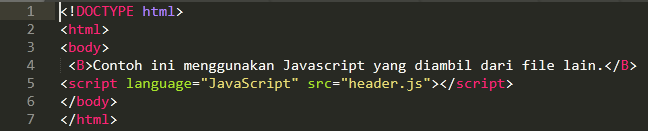 1 <!DOCTYPE html>
2 <html>
3 <body>
4 <B>Contoh ini menggunakan Javascript yang diambil dari file lain.</B>
5 <script language="JavaScript" src="header.js"></script>
6 </body>
7 </html>